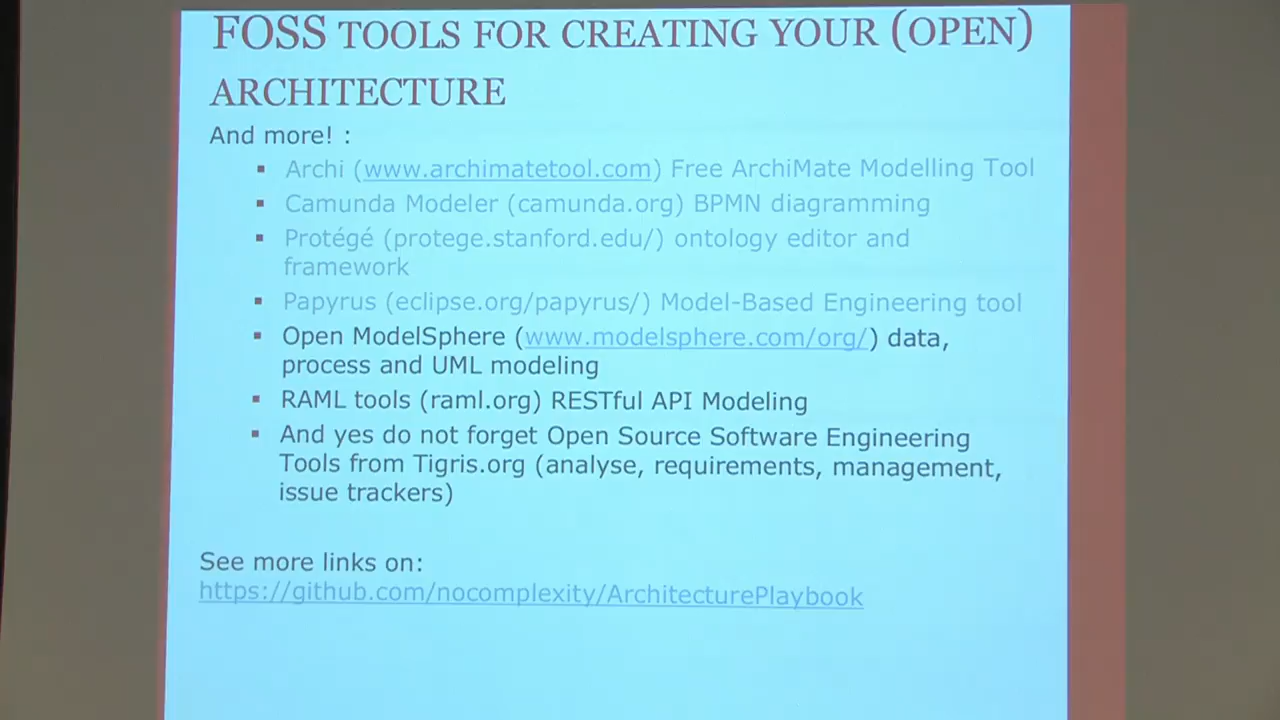 FOSS TOOLS FOR CREATING YOUR (OPEN)
ARCHITECTURE
And more! :
▪ Archi (www.archimatetool.com) Free ArchiMate Modelling Tool
▪ Camunda Modeler (camunda.org) BPMN diagramming
▪ Protégé (protege.stanford.edu/) ontology editor and
framework
▪ Papyrus (eclipse.org/papyrus/) Model-Based Engineering tool
▪ Open ModelSphere (www.modelsphere.com/org/) data,
process and UML modeling
▪ RAML tools (raml.org) RESTful API Modeling
▪ And yes do not forget Open Source Software Engineering
Tools from Tigris.org (analyse, requirements, management,
issue trackers)
See more links on:
https://github.com/nocomplexity/ArchitecturePlaybook